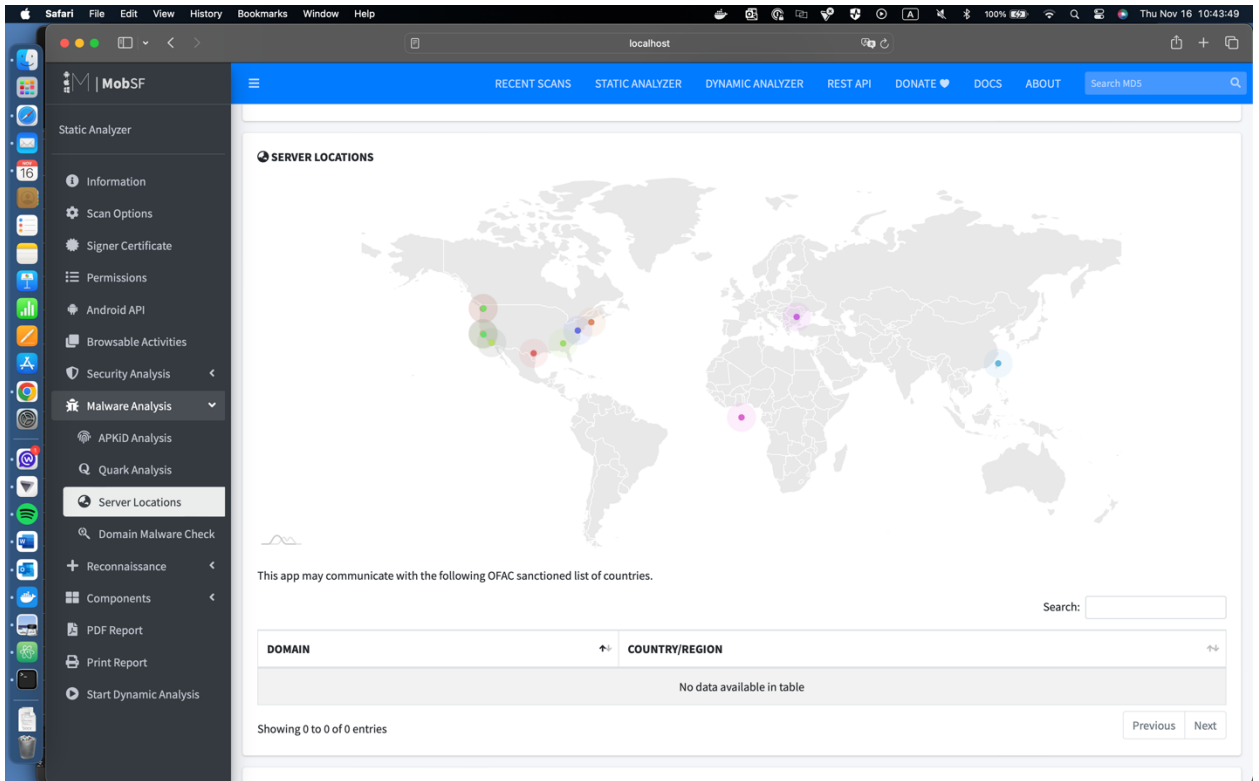 Safari File Edit View History Bookmarks Window Help 100% Thu Nov 16 10:43:49
localhost
MobSF
RECENT SCANS STATIC ANALYZER DYNAMIC ANALYZER REST API DONATE DOCS ABOUT Search MD5
Static Analyzer
Information
Scan Options
Signer Certificate
Permissions
Android API
Browsable Activities
Security Analysis
Malware Analysis
APKiD Analysis
Quark Analysis
Server Locations
Domain Malware Check
Reconnaissance
Components
PDF Report
Print Report
Start Dynamic Analysis
SERVER LOCATIONS
This app may communicate with the following OFAC sanctioned list of countries.
Search:
DOMAIN COUNTRY/REGION
No data available in table
Showing 0 to 0 of 0 entries
Previous Next
16